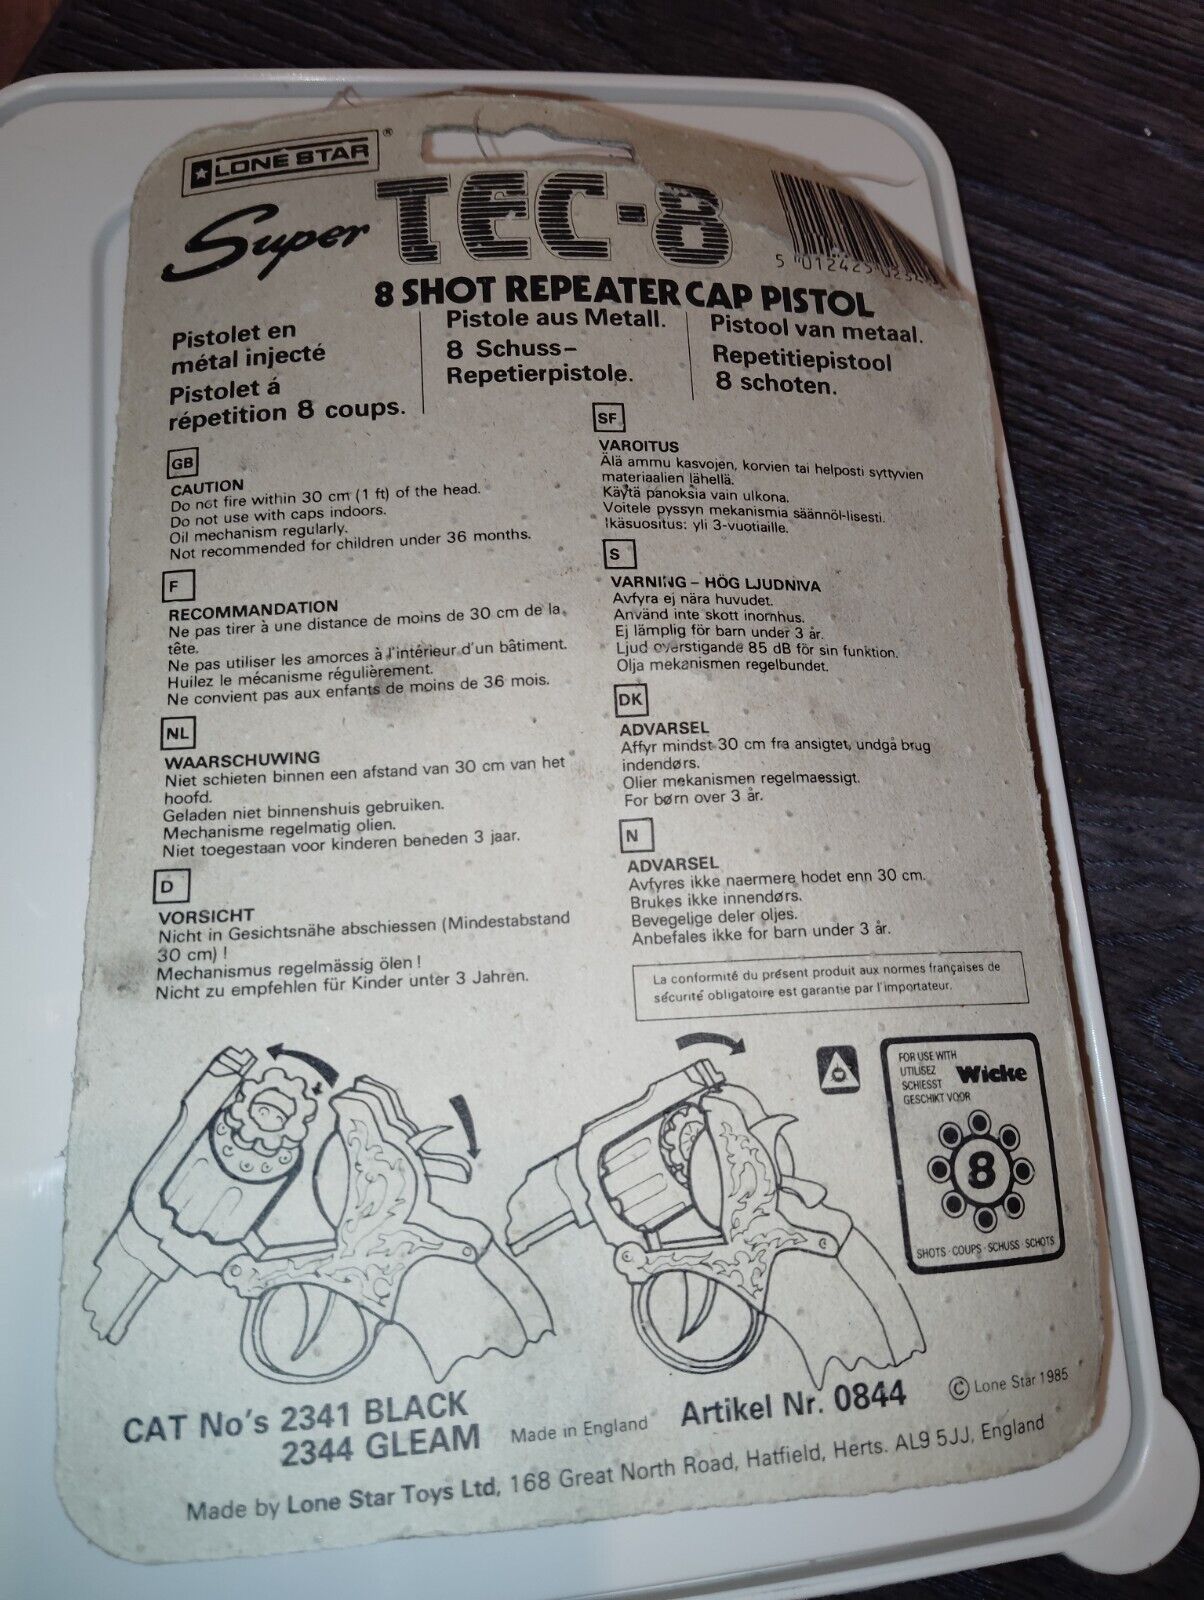 LONE STAR ®
Super TEC-8
5 012425
8 SHOT REPEATER CAP PISTOL
Pistolet en
métal injecté
Pistolet á
répetition 8 coups.
Pistole aus Metall.
8 Schuss-
Repetierpistole.
Pistool van metaal.
Repetitiepistool
8 schoten.
GB
CAUTION
Do not fire within 30 cm (1 ft) of the head.
Do not use with caps indoors.
Oil mechanism regularly.
Not recommended for children under 36 months.
F
RECOMMANDATION
Ne pas tirer à une distance de moins de 30 cm de la
tête.
Ne pas utiliser les amorces à l'intérieur d'un bâtiment.
Huilez le mécanisme régulièrement.
Ne convient pas aux enfants de moins de 36 mois.
NL
WAARSCHUWING
Niet schieten binnen een afstand van 30 cm van het
hoofd.
Geladen niet binnenshuis gebruiken.
Mechanisme regelmatig olien.
Niet toegestaan voor kinderen beneden 3 jaar.
D
VORSICHT
Nicht in Gesichtsnähe abschiessen (Mindestabstand
30 cm) !
Mechanismus regelmässig ölen !
Nicht zu empfehlen für Kinder unter 3 Jahren.
SF
VAROITUS
Älä ammu kasvojen, korvien tai helposti syttyvien
materiaalien lähellä.
Käytä panoksia vain ulkona.
Voitele pyssyn mekanismia säännöl-lisesti.
Ikäsuositus: yli 3-vuotiaille.
S
VARNING – HÖG LJUDNIVA
Avfyra ej nära huvudet.
Använd inte skott inomhus.
Ej lämplig för barn under 3 år.
Ljud overstigande 85 dB för sin funktion.
Olja mekanismen regelbundet.
DK
ADVARSEL
Affyr mindst 30 cm fra ansigtet, undgå brug
indendørs.
Olier mekanismen regelmaessigt.
For børn over 3 år.
N
ADVARSEL
Avfyres ikke naermere hodet enn 30 cm.
Brukes ikke innendørs.
Bevegelige deler oljes.
Anbefales ikke for barn under 3 år.
La conformité du présent produit aux normes françaises de
sécurité obligatoire est garantie par l'importateur.
FOR USE WITH
UTILISEZ
SCHIESST
GESCHIKT VOOR
Wicke
8
SHOTS · COUPS · SCHUSS · SCHOTS
CAT No's 2341 BLACK
2344 GLEAM
Made in England
Artikel Nr. 0844
© Lone Star 1985
Made by Lone Star Toys Ltd, 168 Great North Road, Hatfield, Herts. AL9 5JJ, England